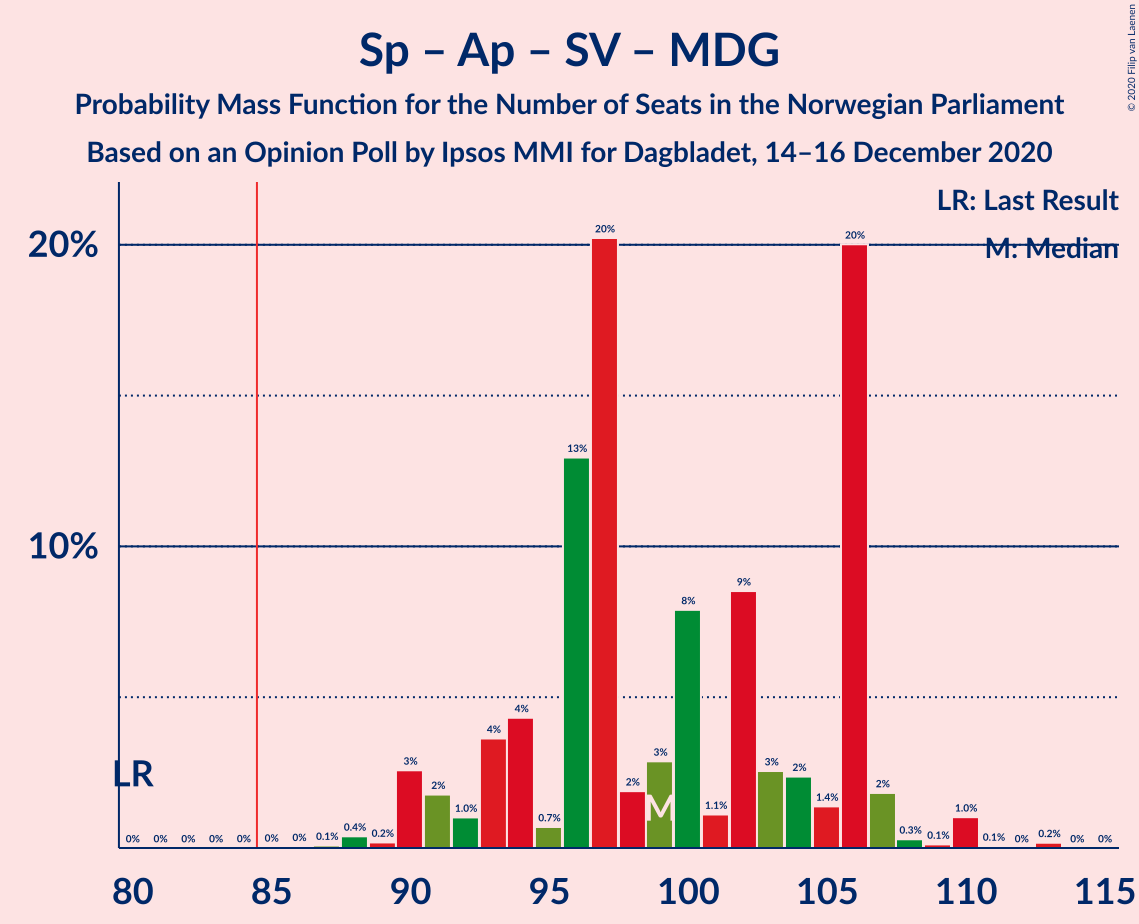 Sp – Ap – SV – MDG
Probability Mass Function for the Number of Seats in the Norwegian Parliament
Based on an Opinion Poll by Ipsos MMI for Dagbladet, 14–16 December 2020
© 2020 Filip van Laenen
LR: Last Result
M: Median
20%
10%
LR
M
0% 0% 0% 0% 0% 0% 0% 0.1% 0.4% 0.2% 3% 2% 1.0% 4% 4% 0.7% 13% 20% 2% 3% 8% 1.1% 9% 3% 2% 1.4% 20% 2% 0.3% 0.1% 1.0% 0.1% 0% 0.2% 0% 0%
80 85 90 95 100 105 110 115